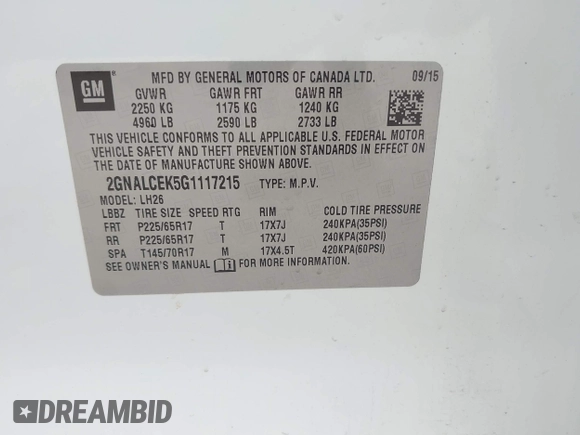 GM
MFD BY GENERAL MOTORS OF CANADA LTD. 09/15
GVWR GAWR FRT GAWR RR
2250 KG 1175 KG 1240 KG
4960 LB 2590 LB 2733 LB
THIS VEHICLE CONFORMS TO ALL APPLICABLE U.S. FEDERAL MOTOR
VEHICLE SAFETY AND THEFT PREVENTION STANDARDS IN EFFECT ON
THE DATE OF MANUFACTURE SHOWN ABOVE.
2GNALCEK5G1117215 TYPE: M.P.V.
MODEL: LH26
LBBZ TIRE SIZE SPEED RTG RIM COLD TIRE PRESSURE
FRT P225/65R17 T 17X7J 240KPA(35PSI)
RR P225/65R17 T 17X7J 240KPA(35PSI)
SPA T145/70R17 M 17X4.5T 420KPA(60PSI)
SEE OWNER'S MANUAL FOR MORE INFORMATION.
DREAMBID